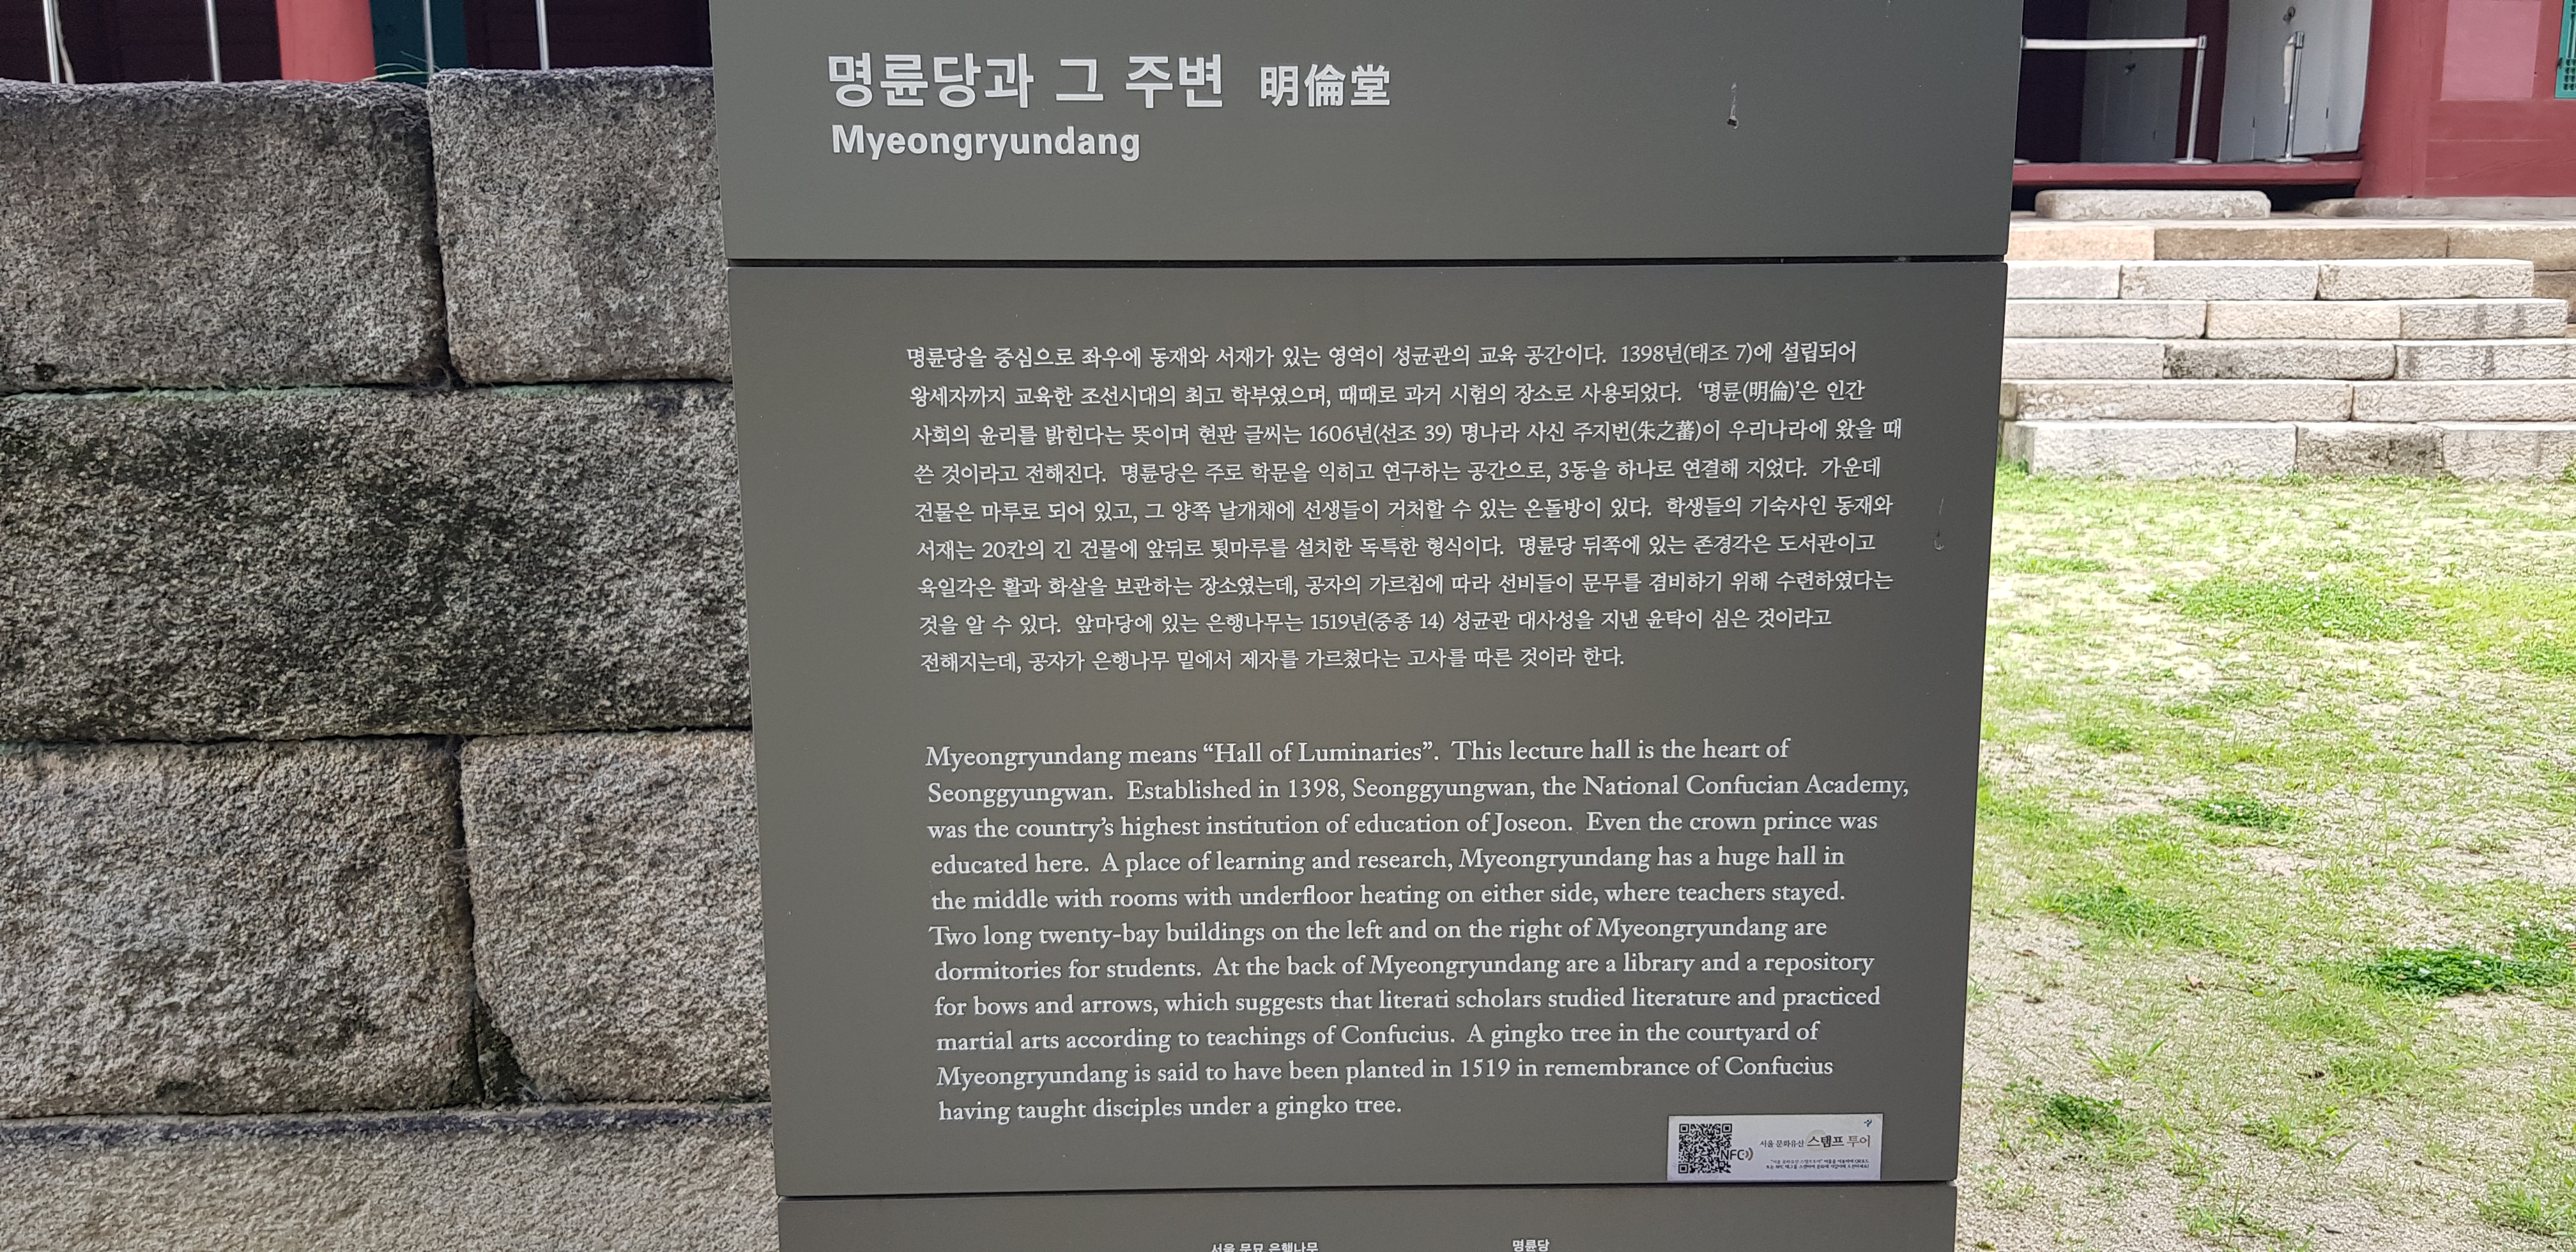 명륜당과 그 주변 明倫堂
Myeongryundang
명륜당을 중심으로 좌우에 동재와 서재가 있는 영역이 성균관의 교육 공간이다. 1398년(태조 7)에 설립되어
왕세자까지 교육한 조선시대의 최고 학부였으며, 때때로 과거 시험의 장소로 사용되었다. ‘명륜(明倫)’은 인간
사회의 윤리를 밝힌다는 뜻이며 현판 글씨는 1606년(선조 39) 명나라 사신 주지번(朱之蕃)이 우리나라에 왔을 때
쓴 것이라고 전해진다. 명륜당은 주로 학문을 익히고 연구하는 공간으로, 3동을 하나로 연결해 지었다. 가운데
건물은 마루로 되어 있고, 그 양쪽 날개채에 선생들이 거처할 수 있는 온돌방이 있다. 학생들의 기숙사인 동재와
서재는 20칸의 긴 건물에 앞뒤로 툇마루를 설치한 독특한 형식이다. 명륜당 뒤쪽에 있는 존경각은 도서관이고
육일각은 활과 화살을 보관하는 장소였는데, 공자의 가르침에 따라 선비들이 문무를 겸비하기 위해 수련하였다는
것을 알 수 있다. 앞마당에 있는 은행나무는 1519년(중종 14) 성균관 대사성을 지낸 윤탁이 심은 것이라고
전해지는데, 공자가 은행나무 밑에서 제자를 가르쳤다는 고사를 따른 것이라 한다.
Myeongryundang means “Hall of Luminaries”. This lecture hall is the heart of
Seonggyungwan. Established in 1398, Seonggyungwan, the National Confucian Academy,
was the country’s highest institution of education of Joseon. Even the crown prince was
educated here. A place of learning and research, Myeongryundang has a huge hall in
the middle with rooms with underfloor heating on either side, where teachers stayed.
Two long twenty-bay buildings on the left and on the right of Myeongryundang are
dormitories for students. At the back of Myeongryundang are a library and a repository
for bows and arrows, which suggests that literati scholars studied literature and practiced
martial arts according to teachings of Confucius. A gingko tree in the courtyard of
Myeongryundang is said to have been planted in 1519 in remembrance of Confucius
having taught disciples under a gingko tree.
NFC
서울 문화유산 스탬프 투어
서울 문묘 은행나무
명륜당